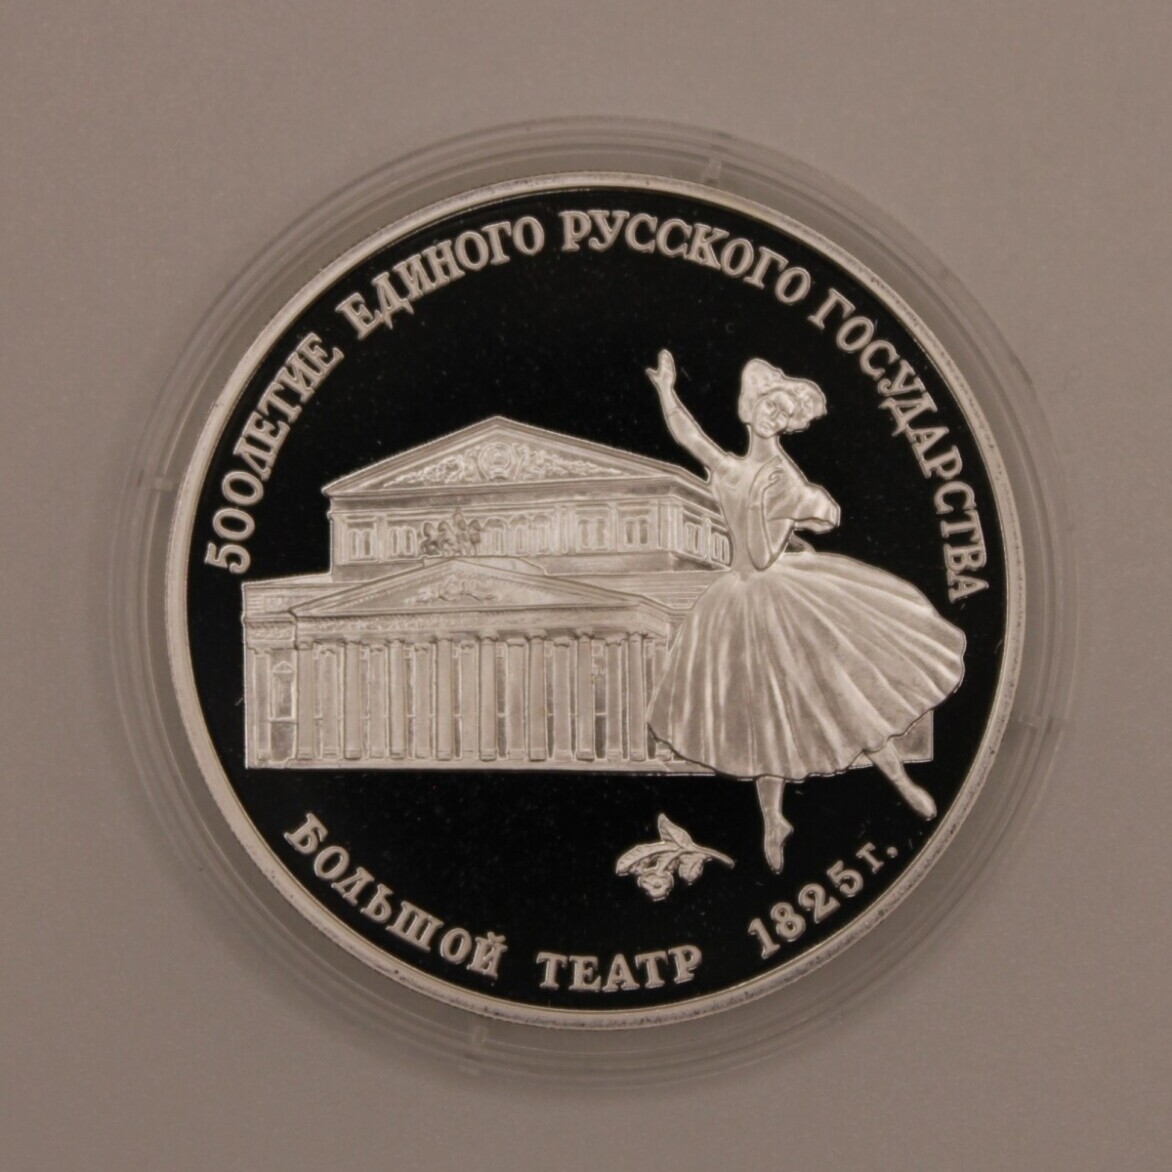 500ЛЕТИЕ ЕДИНОГО РУССКОГО ГОСУДАРСТВА
БОЛЬШОЙ ТЕАТР 1825 г.